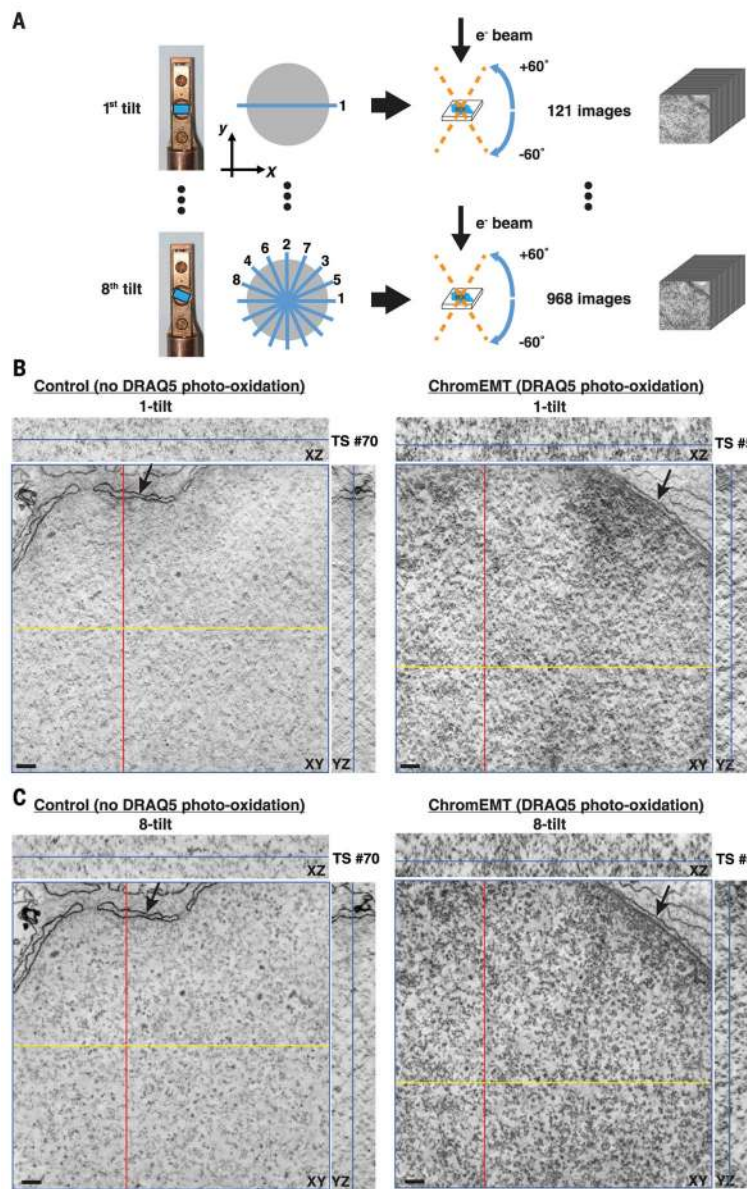 A
1st tilt
y
x
1
e- beam
+60°
-60°
121 images
8th tilt
8
4
6
2
7
3
5
1
e- beam
+60°
-60°
968 images
B
Control (no DRAQ5 photo-oxidation)
1-tilt
XZ
TS #70
XY
YZ
ChromEMT (DRAQ5 photo-oxidation)
1-tilt
XZ
XY
YZ
C
Control (no DRAQ5 photo-oxidation)
8-tilt
XZ
TS #70
XY
YZ
ChromEMT (DRAQ5 photo-oxidation)
8-tilt
XZ
XY
YZ